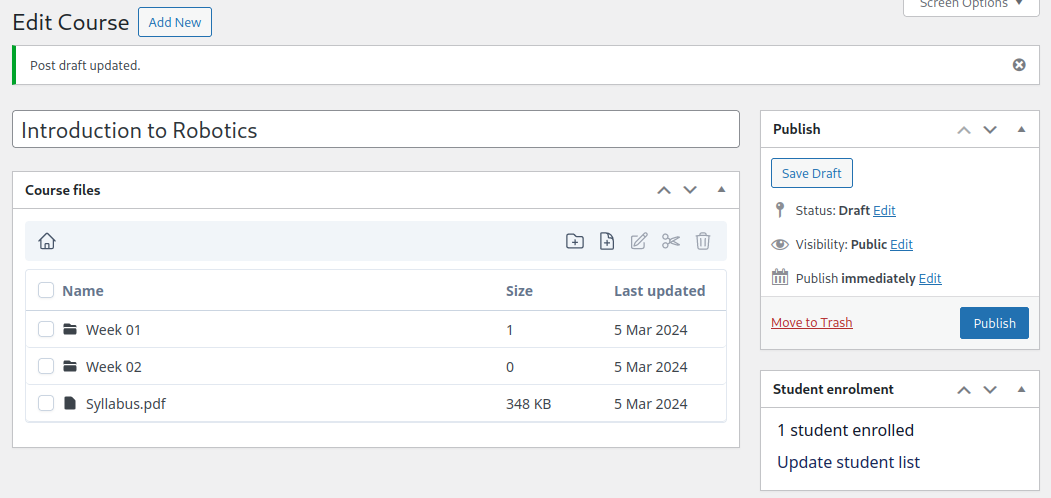 Edit Course Add New
Screen Options
Post draft updated.
Introduction to Robotics
Course files
Name Size Last updated
Week 01 1 5 Mar 2024
Week 02 0 5 Mar 2024
Syllabus.pdf 348 KB 5 Mar 2024
Publish
Save Draft
Status: Draft Edit
Visibility: Public Edit
Publish immediately Edit
Move to Trash Publish
Student enrolment
1 student enrolled
Update student list